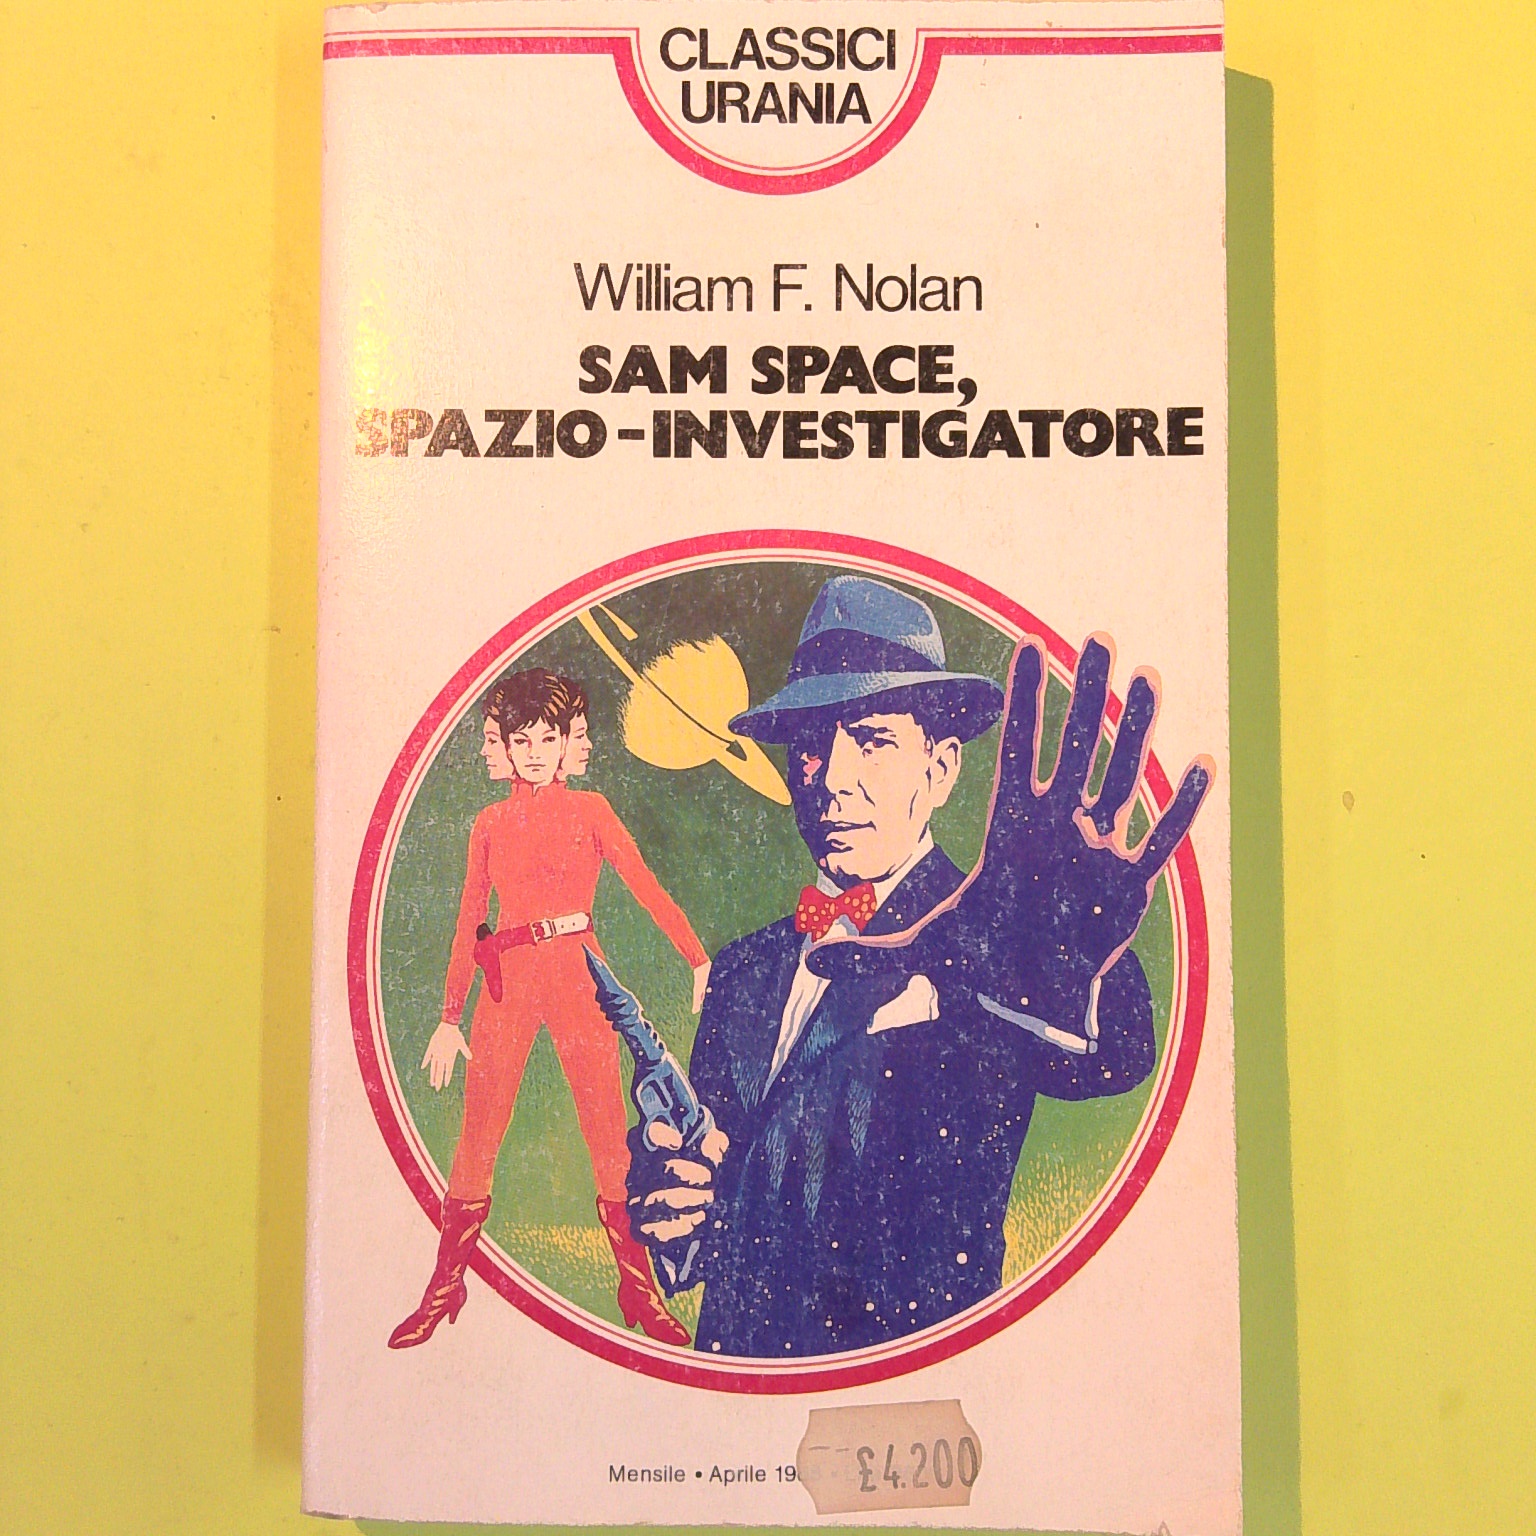 CLASSICI
URANIA
William F. Nolan
SAM SPACE,
SPAZIO-INVESTIGATORE
Mensile • Aprile
£4.200